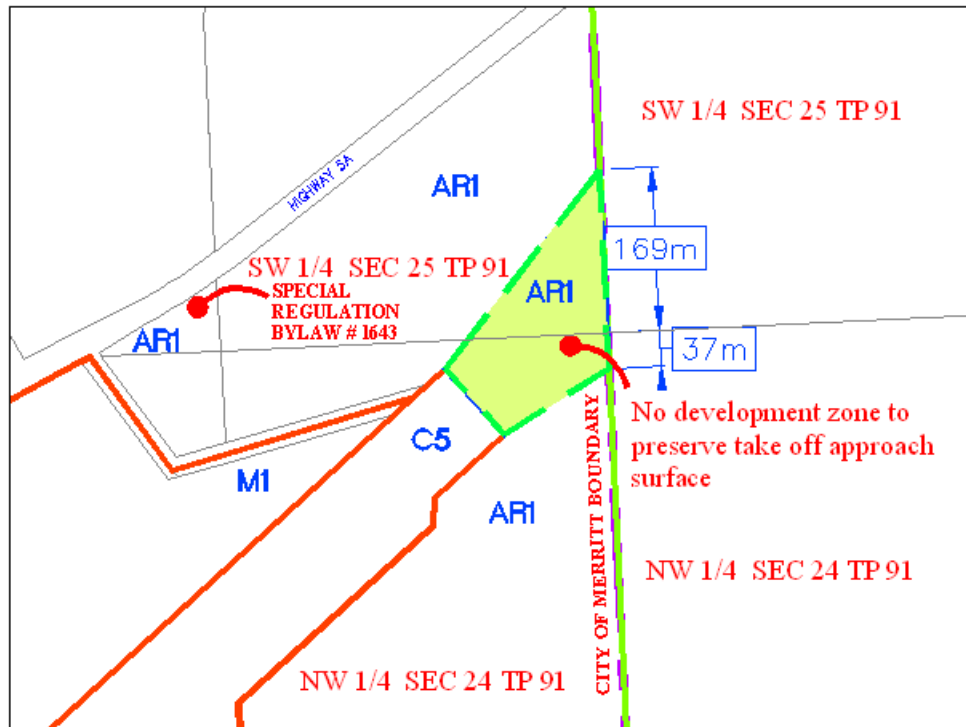 SW 1/4 SEC 25 TP 91
HIGHWAY 5A
AR1
169m
SW 1/4 SEC 25 TP 91
SPECIAL
REGULATION
BYLAW # 1643
AR1
AR1
37m
No development zone to
preserve take off approach
surface
C5
M1
AR1
CITY OF MERRITT BOUNDARY
NW 1/4 SEC 24 TP 91
NW 1/4 SEC 24 TP 91